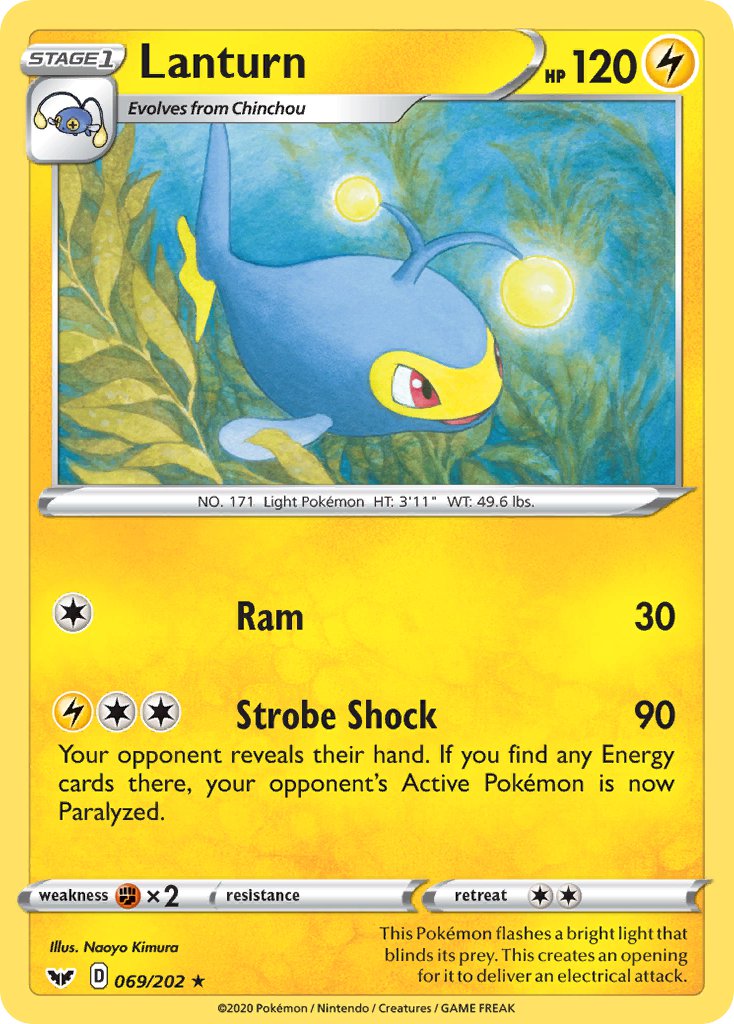 STAGE 1
Lanturn
HP 120
Evolves from Chinchou
NO. 171 Light Pokémon HT: 3'11" WT: 49.6 lbs.
Ram 30
Strobe Shock 90
Your opponent reveals their hand. If you find any Energy
cards there, your opponent's Active Pokémon is now
Paralyzed.
weakness ×2 resistance retreat
Illus. Naoyo Kimura
This Pokémon flashes a bright light that
blinds its prey. This creates an opening
for it to deliver an electrical attack.
D 069/202 ★
©2020 Pokémon / Nintendo / Creatures / GAME FREAK